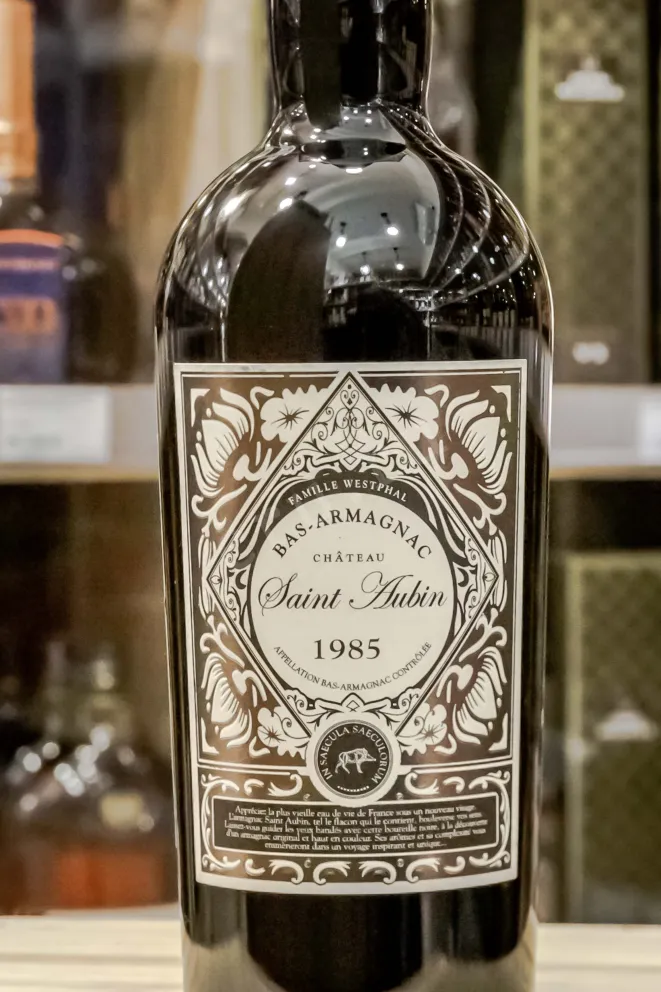 FAMILLE WESTPHAL
BAS-ARMAGNAC
CHÂTEAU
Saint Aubin
1985
APPELLATION BAS-ARMAGNAC CONTRÔLÉE
IN SAECULA SAECULORUM
Appréciez la plus vieille eau de vie de France sous un nouveau visage.
L'armagnac Saint Aubin, tel le flacon qui le contient, bouleverse vos sens
Laissez-vous guider les yeux bandés avec cette bouteille noire, à la découverte
d'un armagnac original et haut en couleur. Ses arômes et sa complexité vous
emmèneront dans un voyage inspirant et unique...